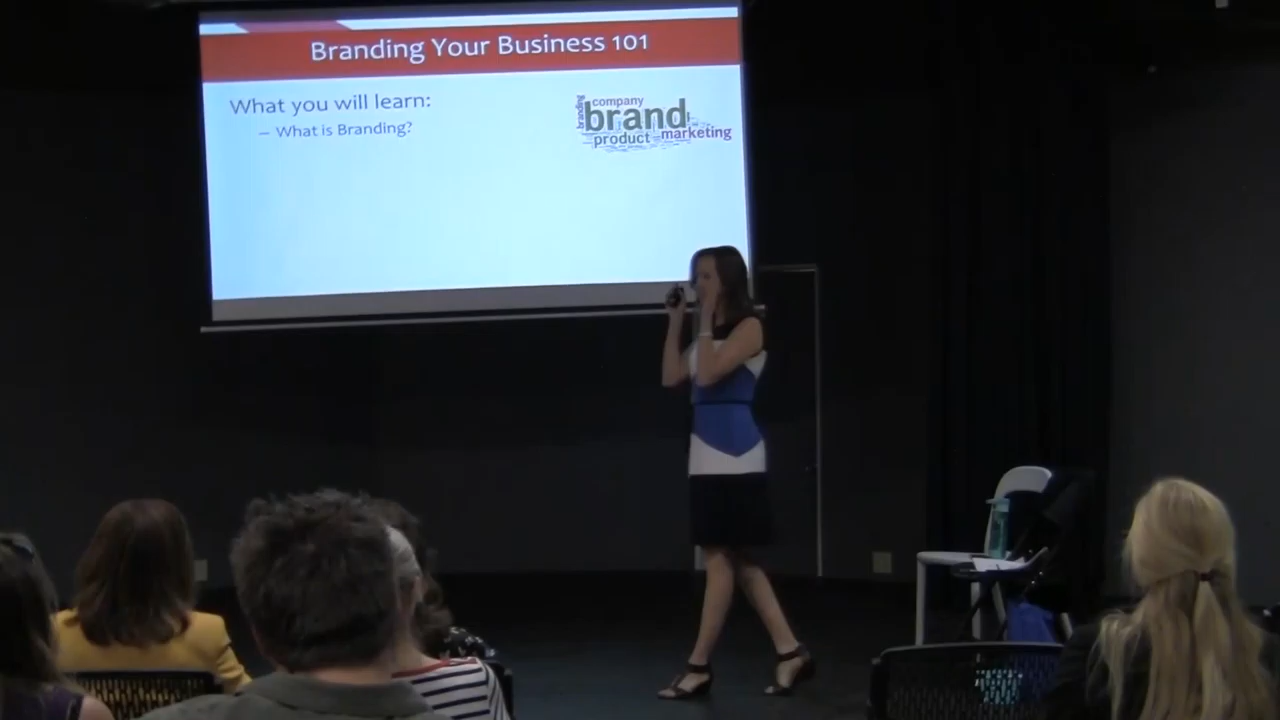 Branding Your Business 101
What you will learn:
– What is Branding?
branding
company
brand
product
marketing